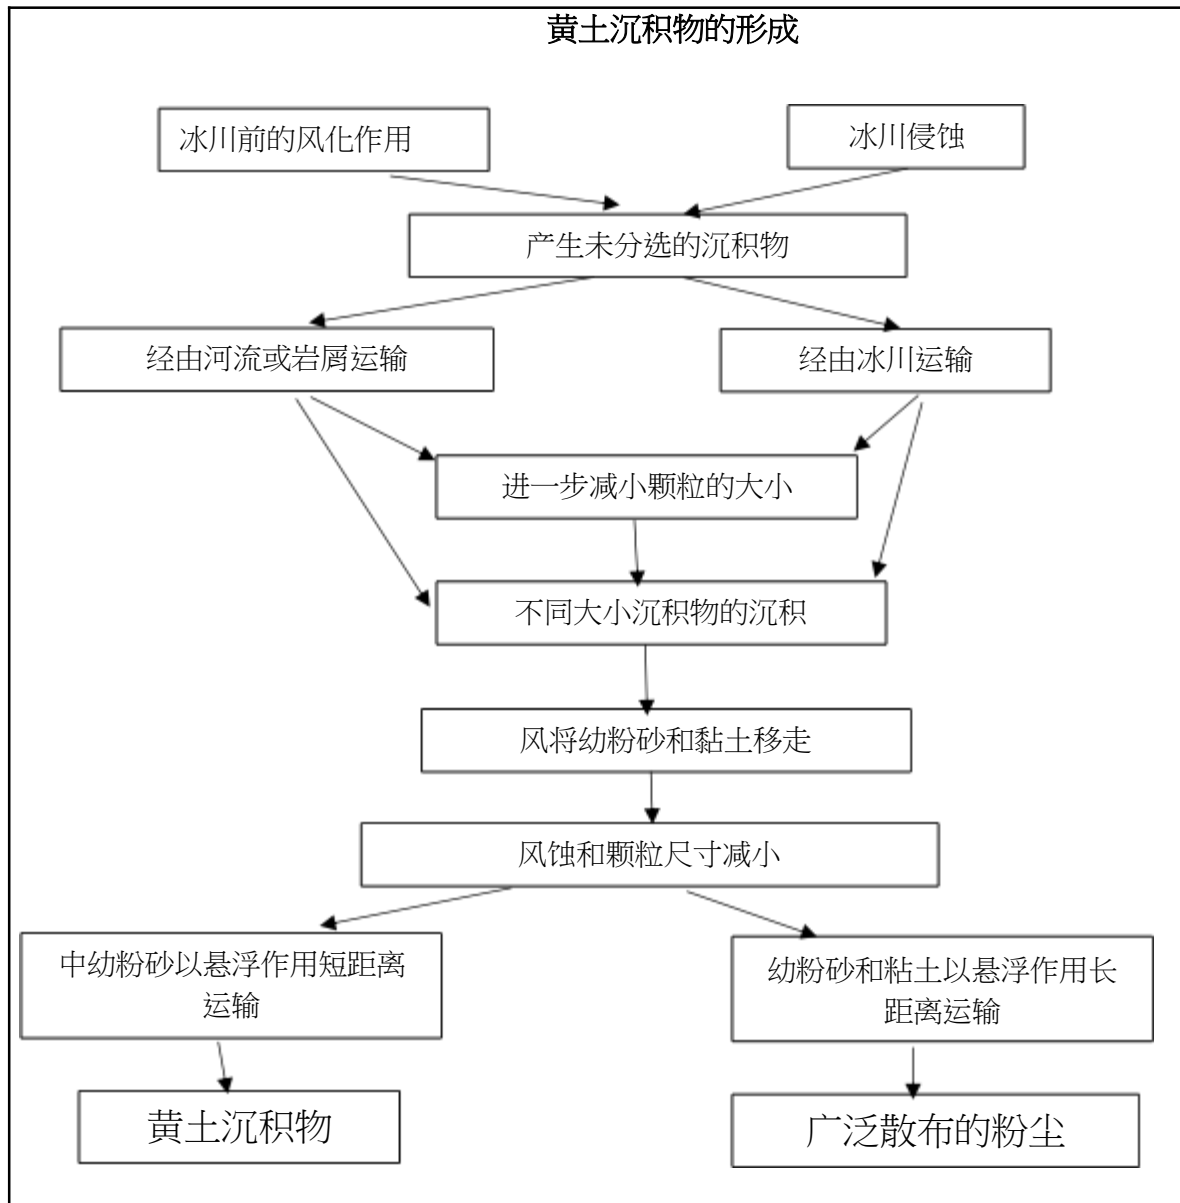 黄土沉积物的形成
冰川前的风化作用
冰川侵蚀
产生未分选的沉积物
经由河流或岩屑运输
经由冰川运输
进一步减小颗粒的大小
不同大小沉积物的沉积
风将幼粉砂和黏土移走
风蚀和颗粒尺寸减小
中幼粉砂以悬浮作用短距离
运输
幼粉砂和粘土以悬浮作用长
距离运输
黄土沉积物
广泛散布的粉尘